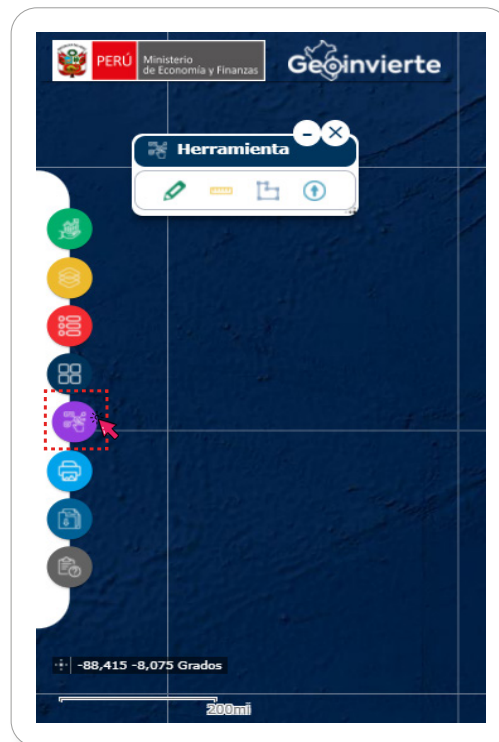 PERÚ
Ministerio
de Economía y Finanzas
Geoinvierte
Herramienta
-88,415 -8,075 Grados
200mi